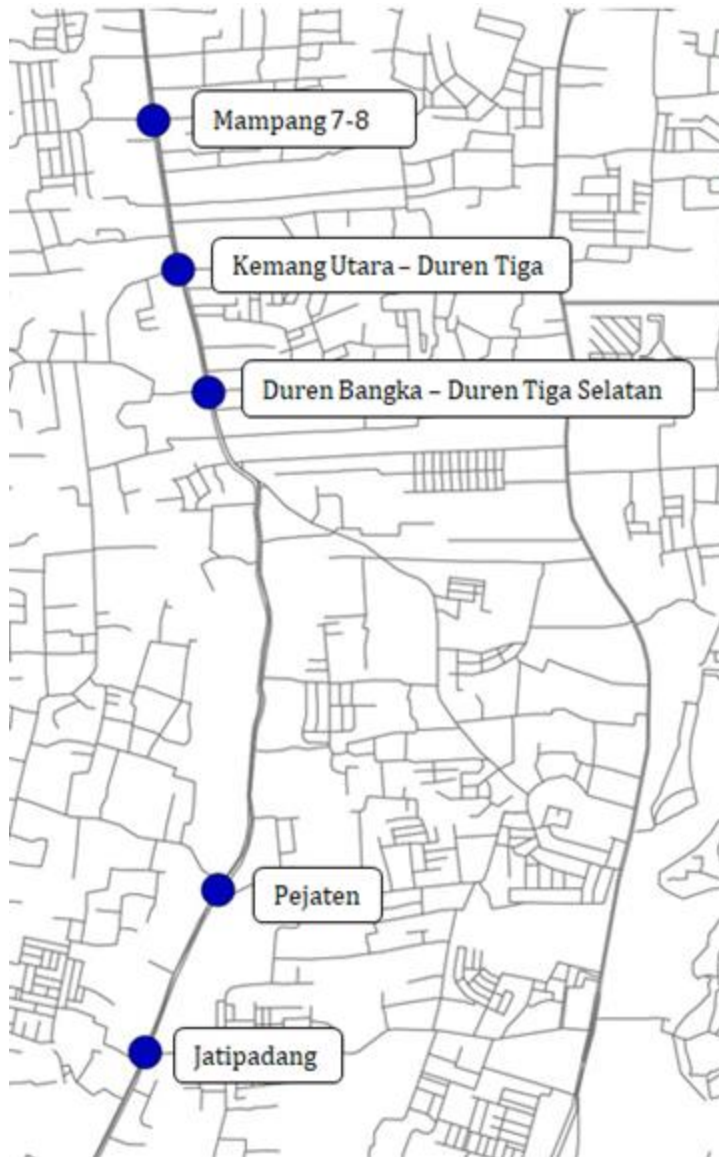 Mampang 7-8
Kemang Utara – Duren Tiga
Duren Bangka – Duren Tiga Selatan
Pejaten
Jatipadang